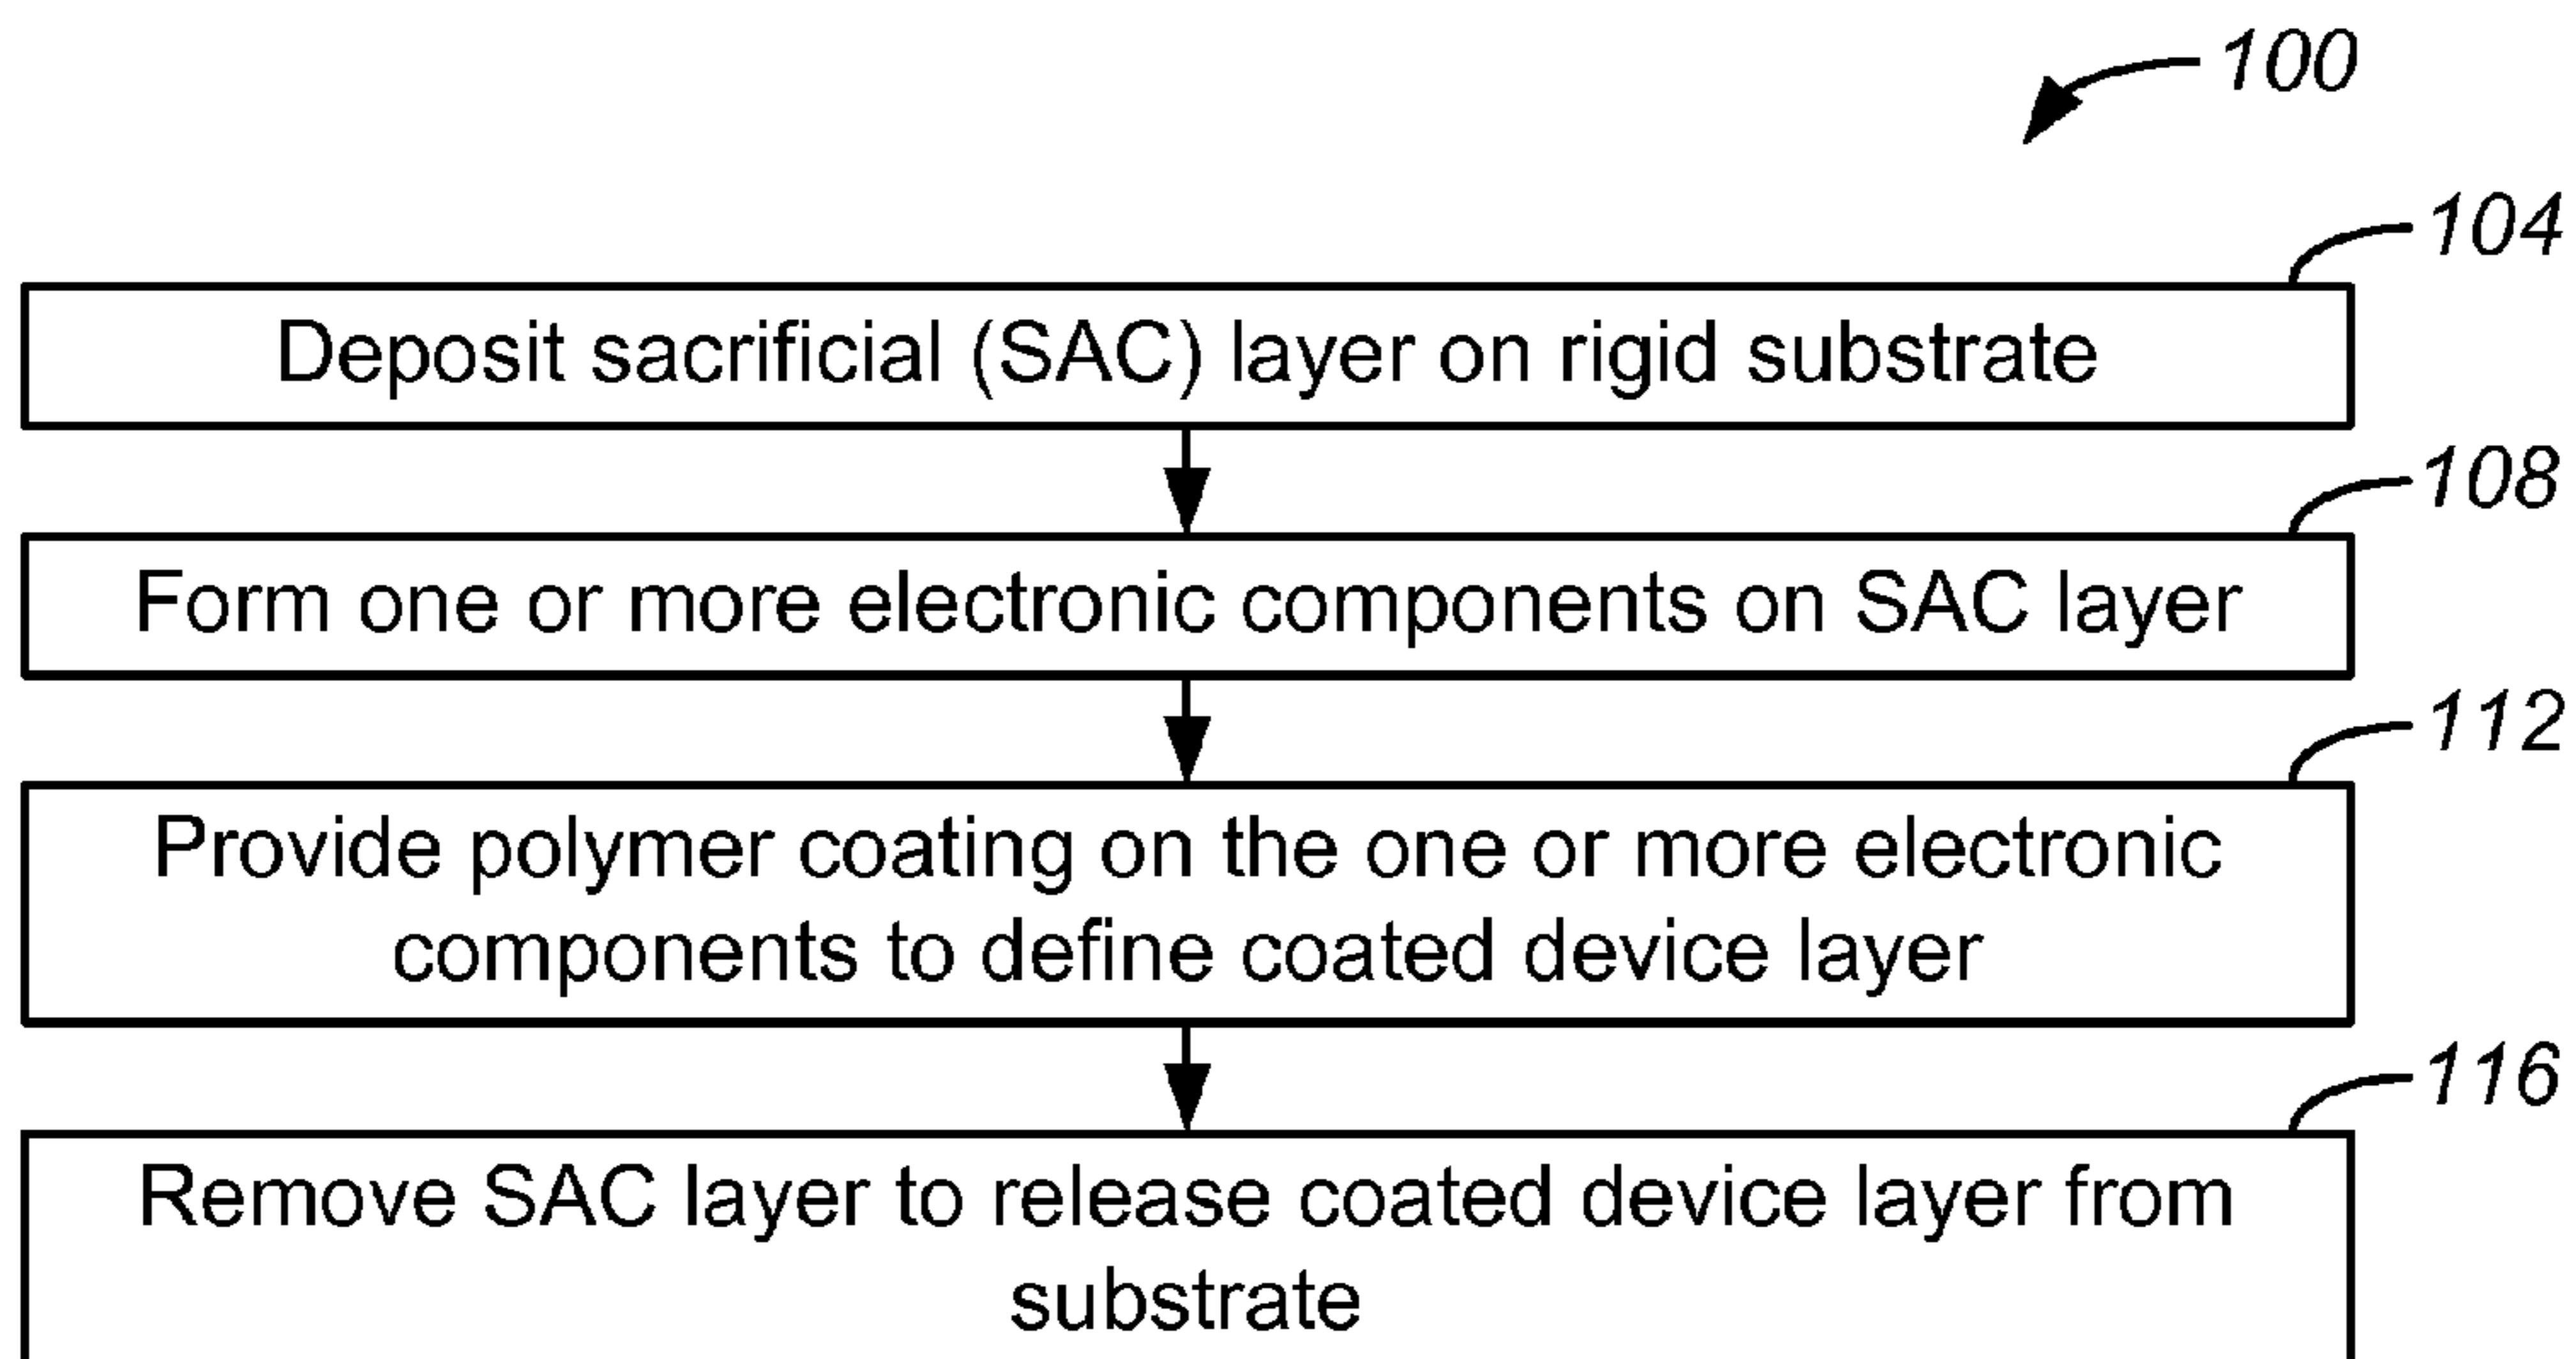 100
104
Deposit sacrificial (SAC) layer on rigid substrate
108
Form one or more electronic components on SAC layer
112
Provide polymer coating on the one or more electronic
components to define coated device layer
116
Remove SAC layer to release coated device layer from
substrate